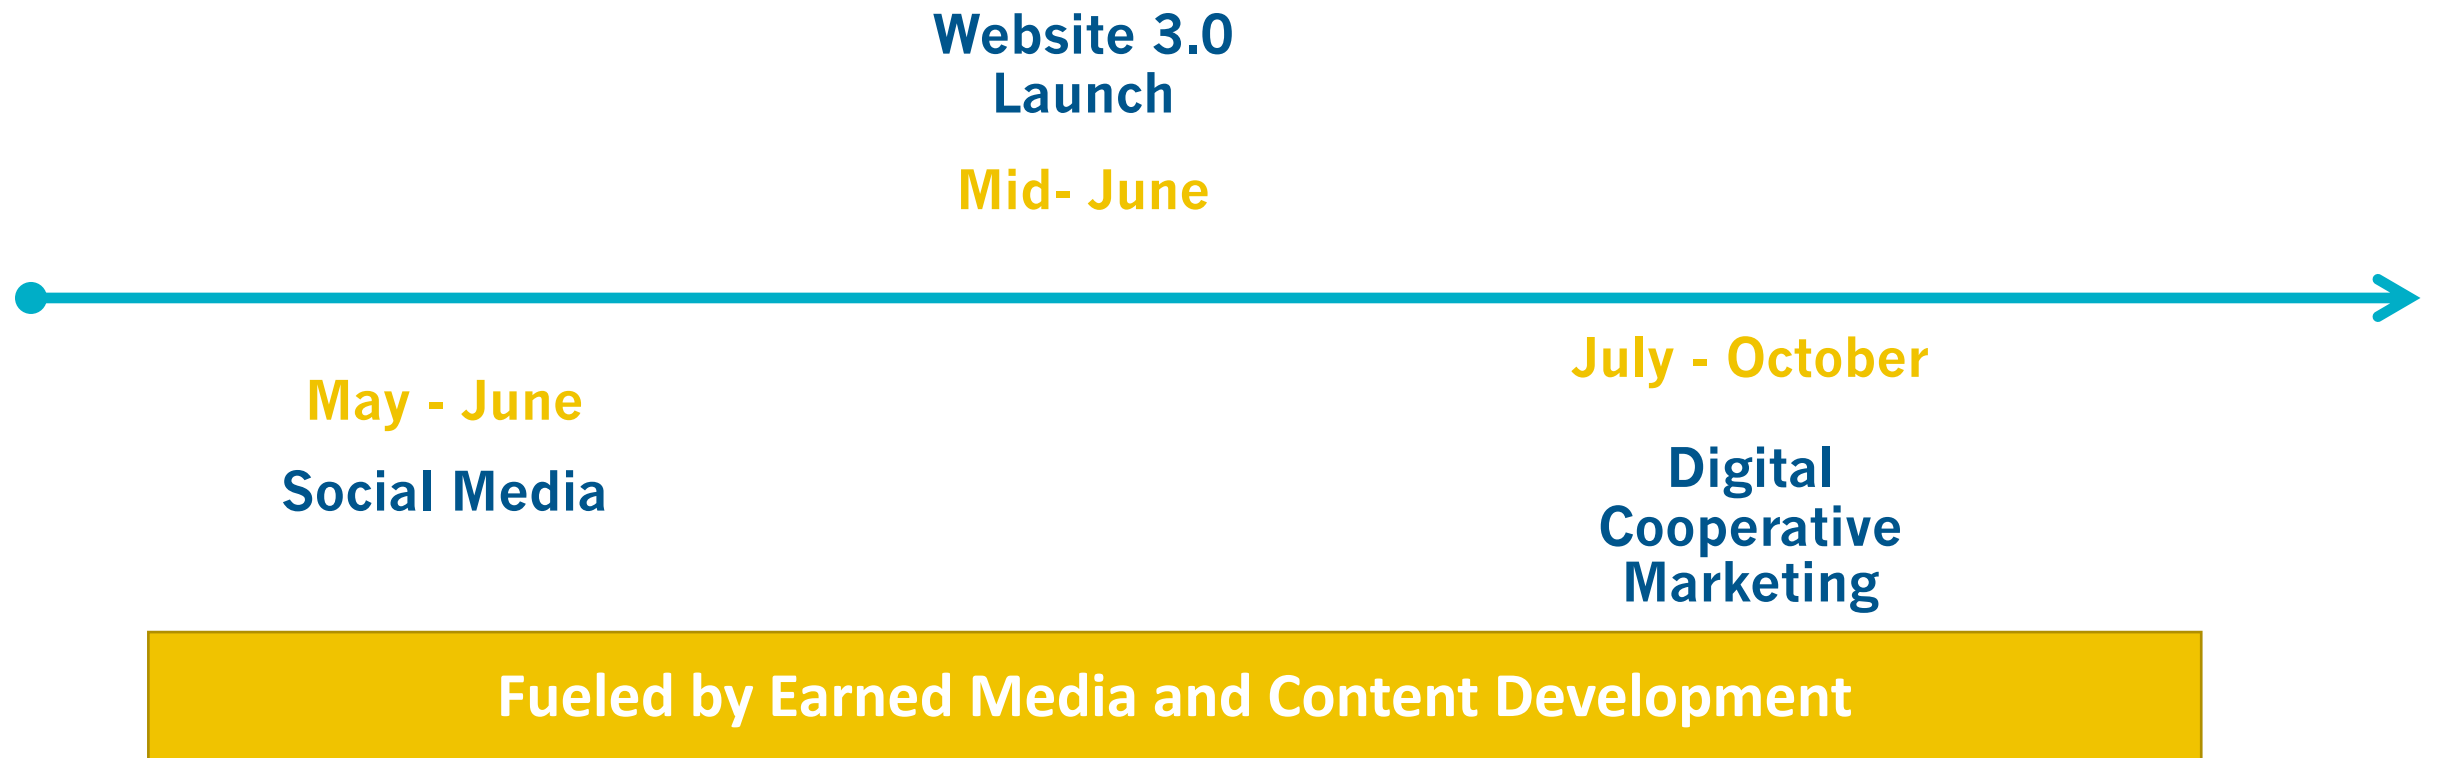 Website 3.0
Launch
Mid- June
May - June
Social Media
July - October
Digital
Cooperative
Marketing
Fueled by Earned Media and Content Development